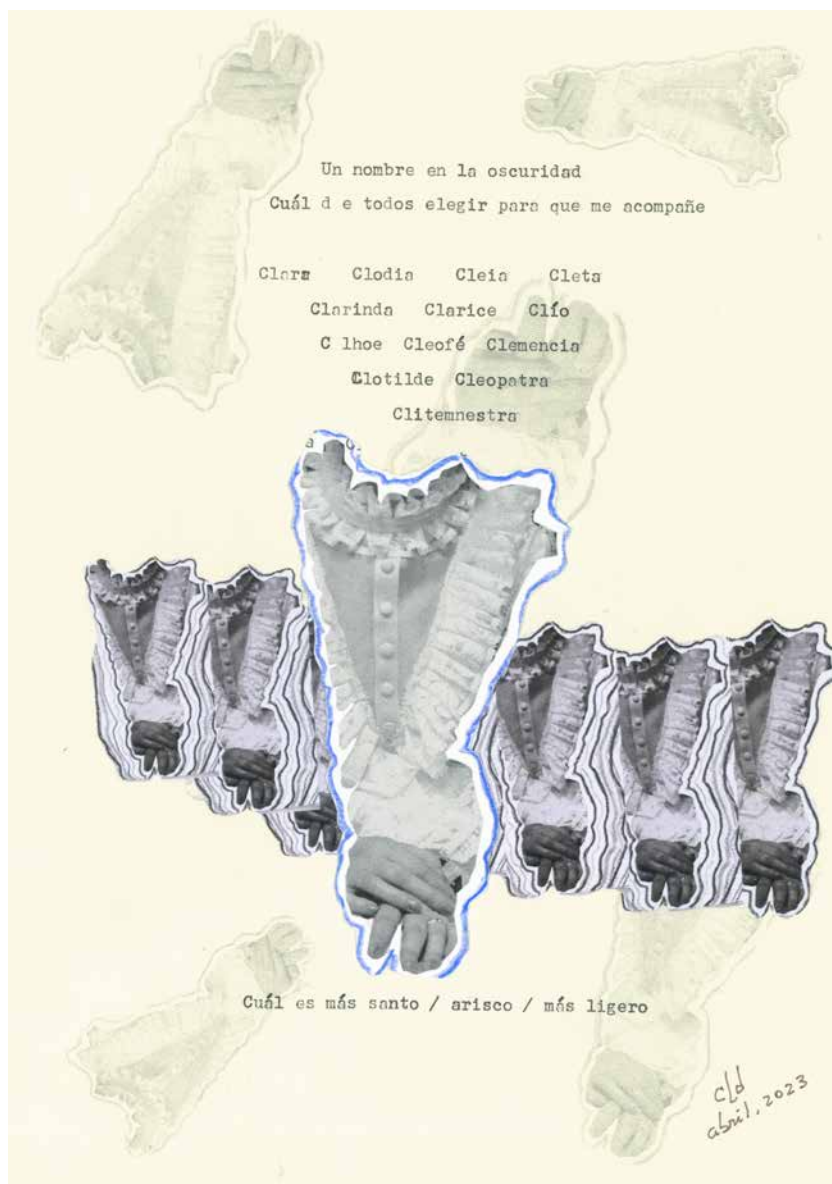 Un nombre en la oscuridad
Cuál d e todos elegir para que me acompañe
Clara Clodia Cleia Cleta
Clarinda Clarice Clío
C lhoe Cleofé Clemencia
Clotilde Cleopatra
Clitemnestra
a
Cuál es más santo / arisco / más ligero
cLd
abril, 2023